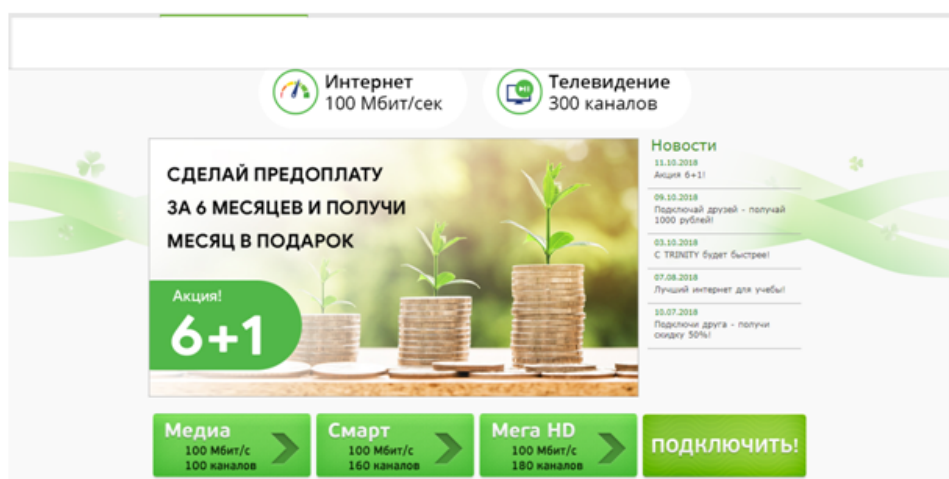 Интернет
100 Мбит/сек
Телевидение
300 каналов
СДЕЛАЙ ПРЕДОПЛАТУ
ЗА 6 МЕСЯЦЕВ И ПОЛУЧИ
МЕСЯЦ В ПОДАРОК
Акция!
6+1
Новости
11.10.2018
Акция 6+1!
09.10.2018
Подключай друзей - получай
1000 рублей!
03.10.2018
С TRINITY будет быстрее!
07.08.2018
Лучший интернет для учебы!
10.07.2018
Подключи друга - получи
скидку 50%!
Медиа
100 Мбит/с
100 каналов
Смарт
100 Мбит/с
160 каналов
Мега HD
100 Мбит/с
180 каналов
ПОДКЛЮЧИТЬ!